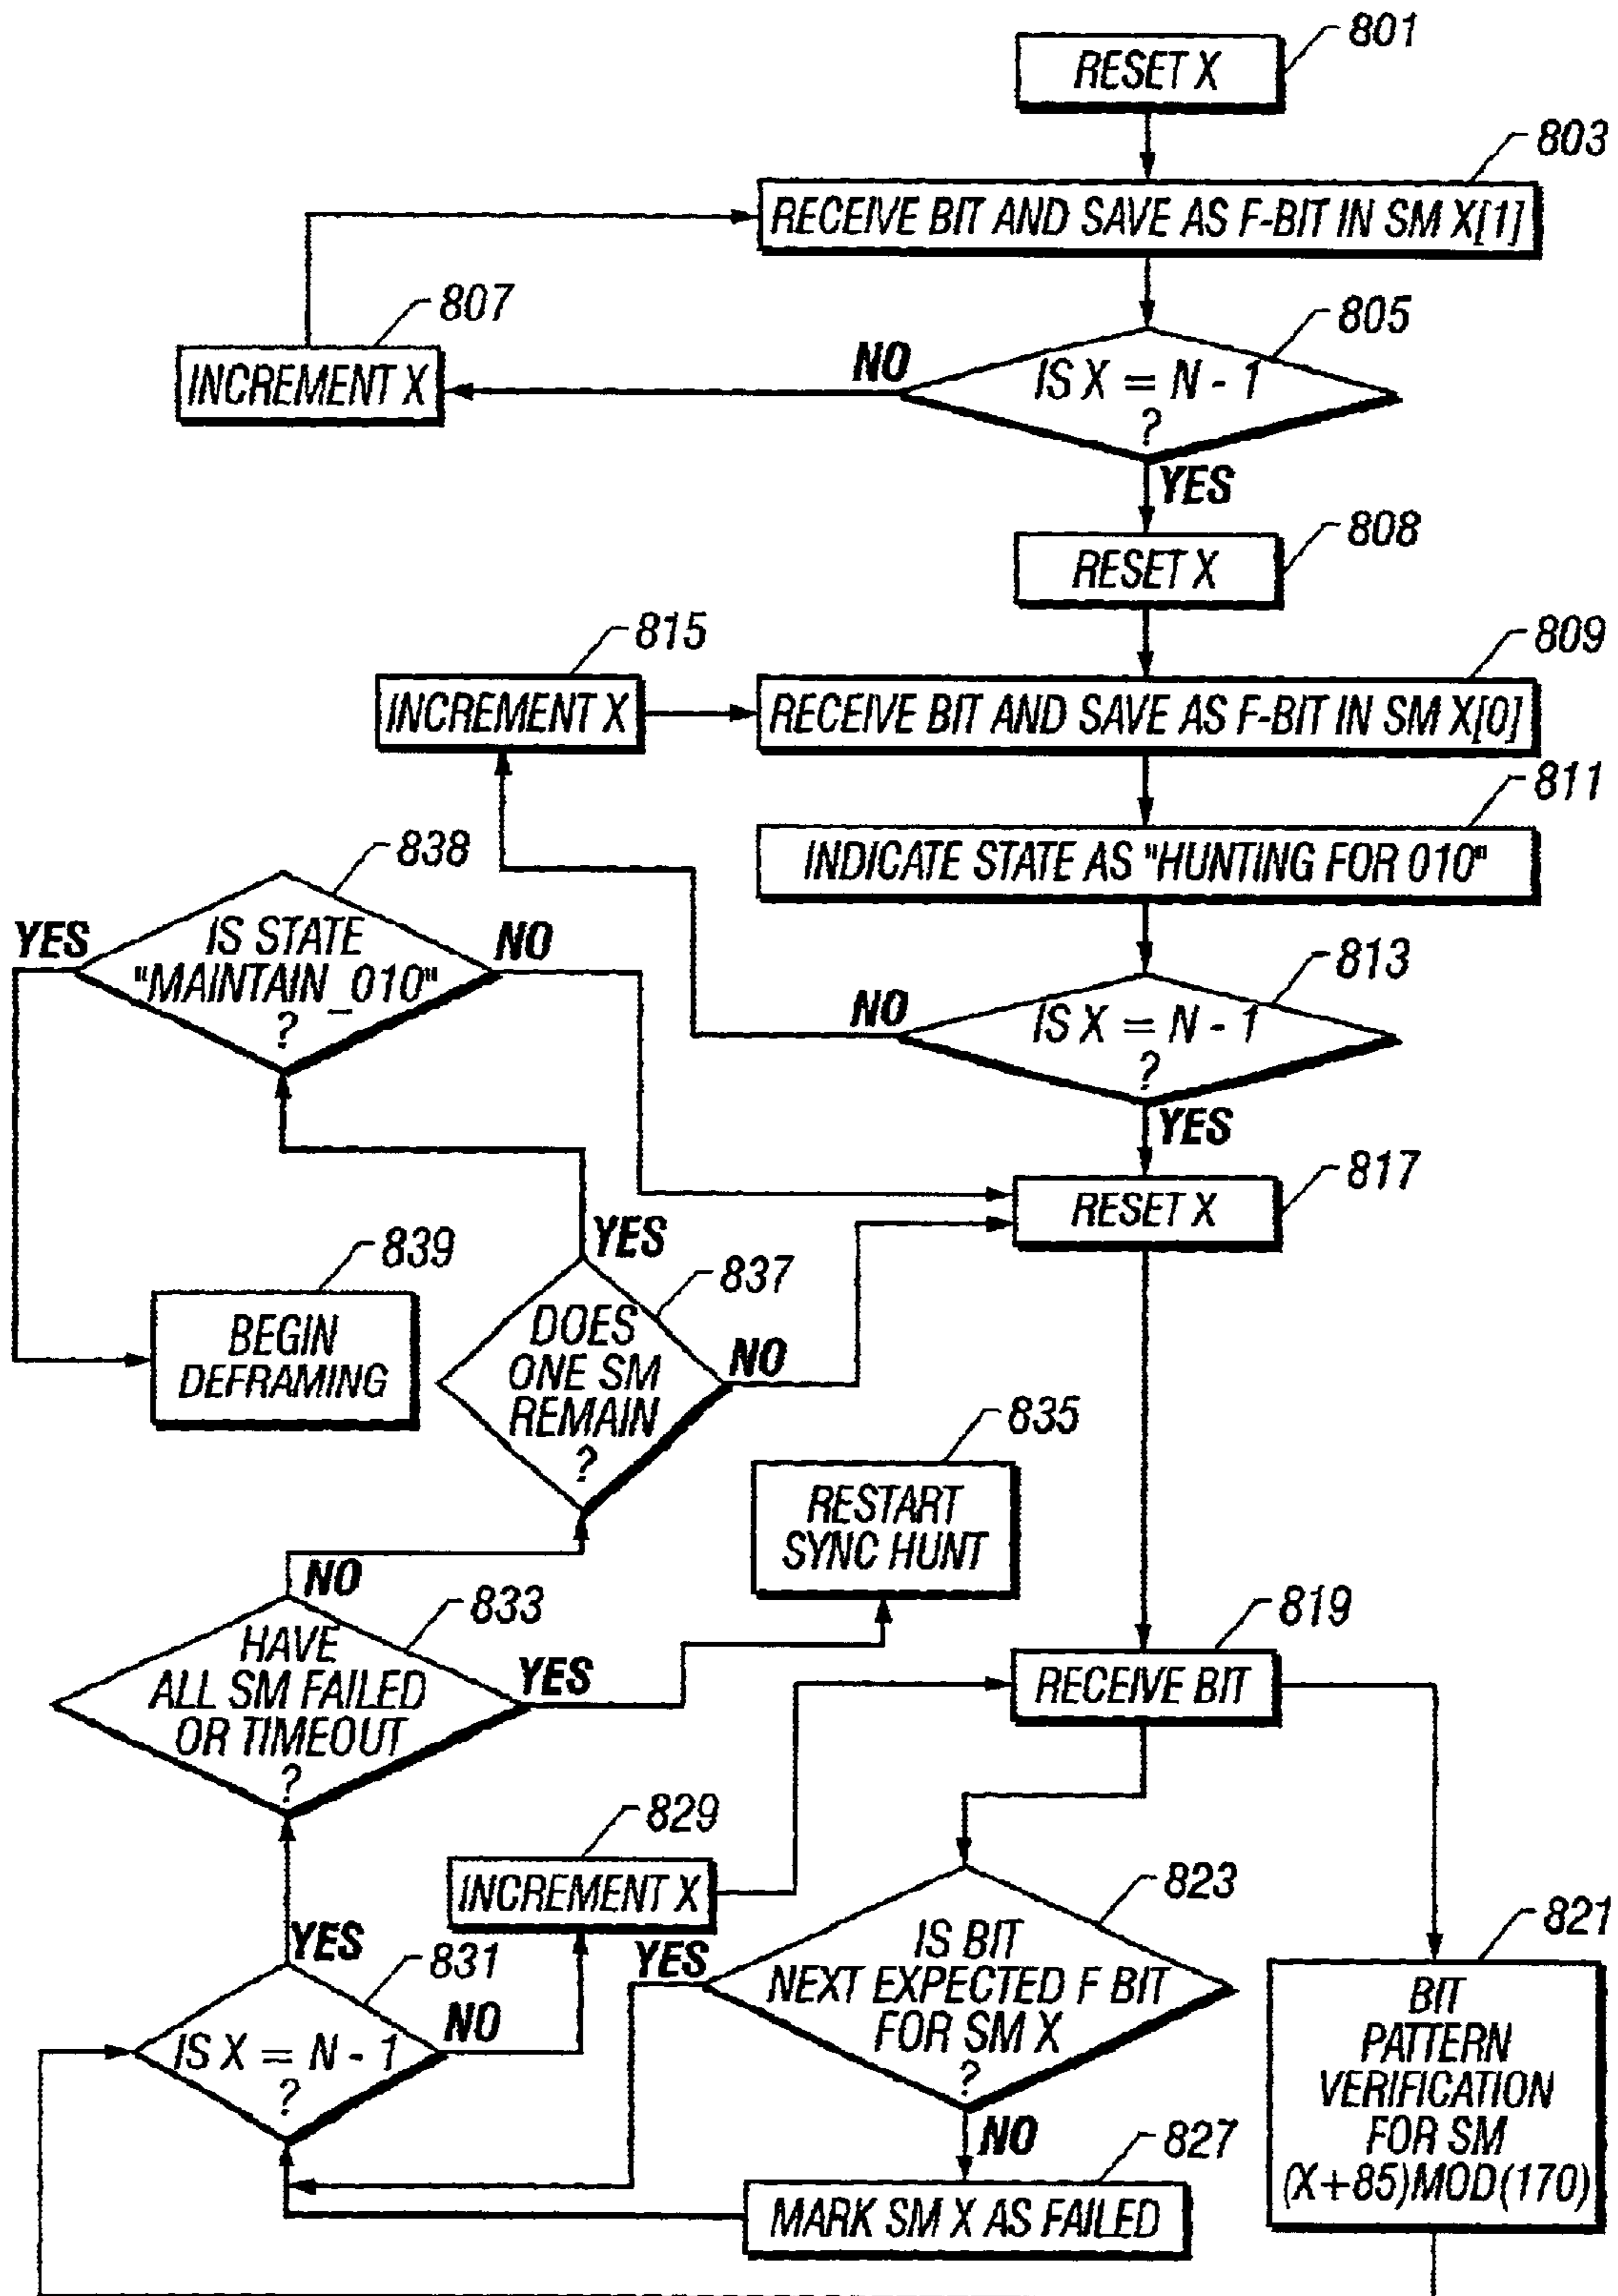 801
RESET X
803
RECEIVE BIT AND SAVE AS F-BIT IN SM X[1]
807
INCREMENT X
805
NO
IS X = N - 1
?
YES
808
RESET X
815
INCREMENT X
809
RECEIVE BIT AND SAVE AS F-BIT IN SM X[0]
811
INDICATE STATE AS "HUNTING FOR 010"
838
YES
IS STATE
"MAINTAIN_010"
?
NO
813
NO
IS X = N - 1
?
YES
817
RESET X
839
BEGIN
DEFRAMING
YES
837
DOES
ONE SM
REMAIN
?
NO
835
RESTART
SYNC HUNT
NO
833
HAVE
ALL SM FAILED
OR TIMEOUT
?
YES
819
RECEIVE BIT
829
INCREMENT X
823
YES
IS BIT
NEXT EXPECTED F BIT
FOR SM X
?
NO
821
BIT
PATTERN
VERIFICATION
FOR SM
(X+85)MOD(170)
YES
831
IS X = N - 1
?
NO
827
MARK SM X AS FAILED